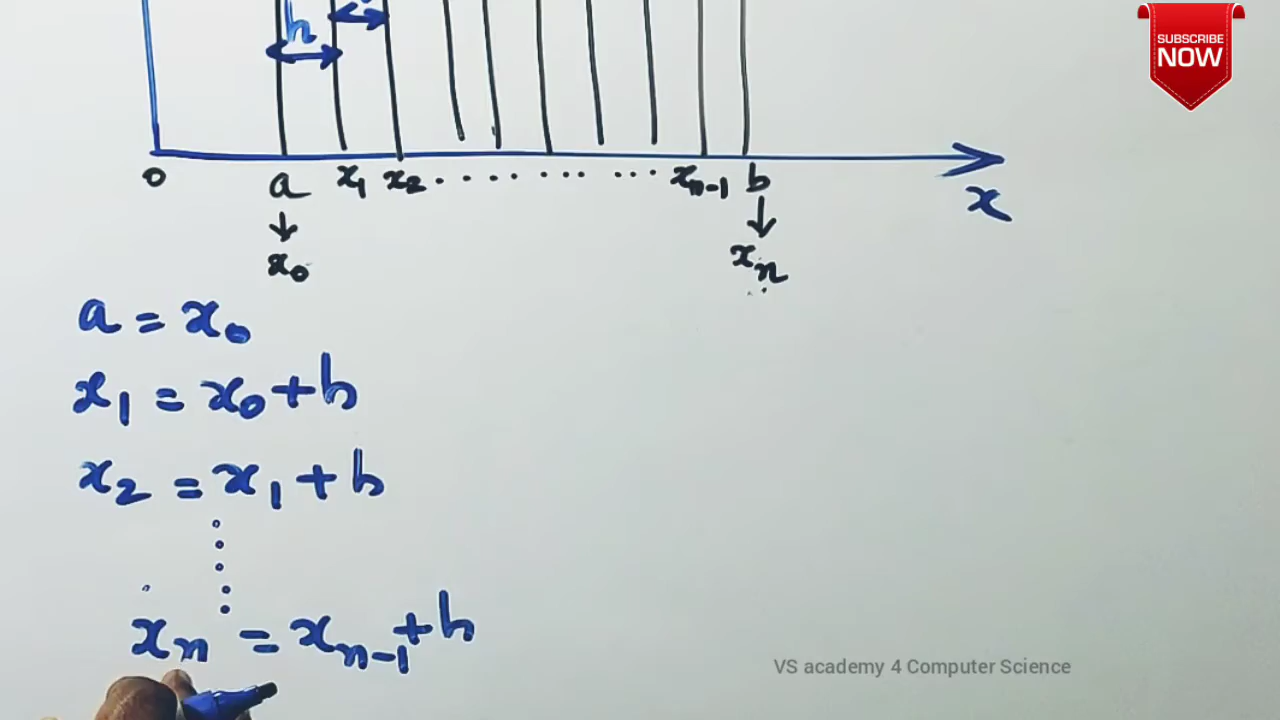 SUBSCRIBE
NOW
h
0 a x₁ x₂ . . . . . . . . . . . xₙ₋₁ b
↓ ↓
x₀ xₙ
x
a = x₀
x₁ = x₀ + h
x₂ = x₁ + h
xₙ = xₙ₋₁ + h
VS academy 4 Computer Science